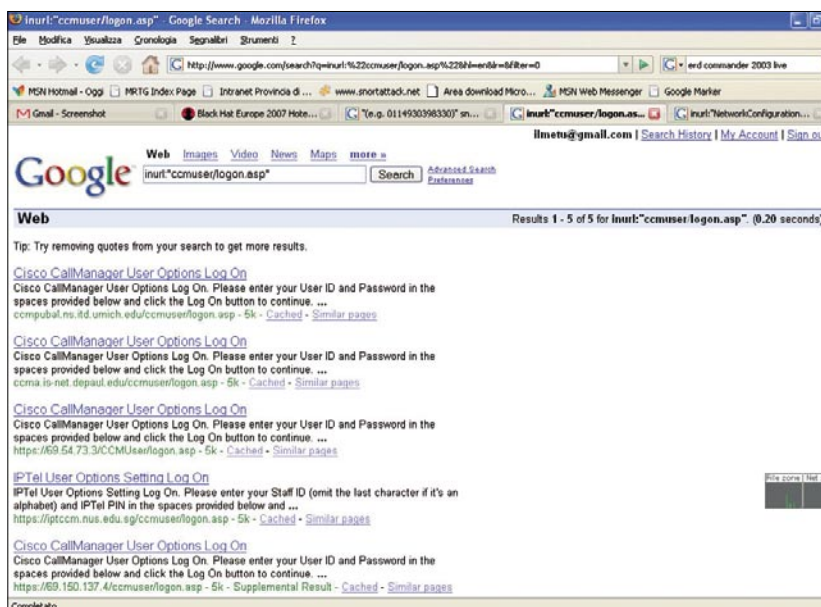 inurl:"ccmuser/logon.asp" - Google Search - Mozilla Firefox
File Modifica Visualizza Cronologia Segnalibri Strumenti ?
http://www.google.com/search?q=inurl:%22ccmuser/logon.asp%22&hl=en&lr=&filter=0 erd commander 2003 live
MSN Hotmail - Oggi MRTG Index Page Intranet Provincia di ... www.snortattack.net Area download Micro... MSN Web Messenger Google Marker
Gmail - Screenshot Black Hat Europe 2007 Hote... "(e.g. 0114930398330)" sn... inurl:"ccmuser/logon.as... inurl:"NetworkConfiguration...
ilmetu@gmail.com | Search History | My Account | Sign ou
Web Images Video News Maps more »
Google inurl:"ccmuser/logon.asp" Search Advanced Search
Preferences
Web Results 1 - 5 of 5 for inurl:"ccmuser/logon.asp". (0.20 seconds)
Tip: Try removing quotes from your search to get more results.
Cisco CallManager User Options Log On
Cisco CallManager User Options Log On. Please enter your User ID and Password in the
spaces provided below and click the Log On button to continue. ...
ccmpubal.ns.itd.umich.edu/ccmuser/logon.asp - 5k - Cached - Similar pages
Cisco CallManager User Options Log On
Cisco CallManager User Options Log On. Please enter your User ID and Password in the
spaces provided below and click the Log On button to continue. ...
ccma.is-net.depaul.edu/ccmuser/logon.asp - 5k - Cached - Similar pages
Cisco CallManager User Options Log On
Cisco CallManager User Options Log On. Please enter your User ID and Password in the
spaces provided below and click the Log On button to continue. ...
https://69.54.73.3/CCMUser/logon.asp - 5k - Cached - Similar pages
IPTel User Options Setting Log On
IPTel User Options Setting Log On. Please enter your Staff ID (omit the last character if it's an
alphabet) and IPTel PIN in the spaces provided below and ...
https://iptccm.nus.edu.sg/ccmuser/logon.asp - 5k - Cached - Similar pages
Cisco CallManager User Options Log On
Cisco CallManager User Options Log On. Please enter your User ID and Password in the
spaces provided below and click the Log On button to continue. ...
https://69.150.137.4/ccmuser/logon.asp - 5k - Supplemental Result - Cached - Similar pages
Completato